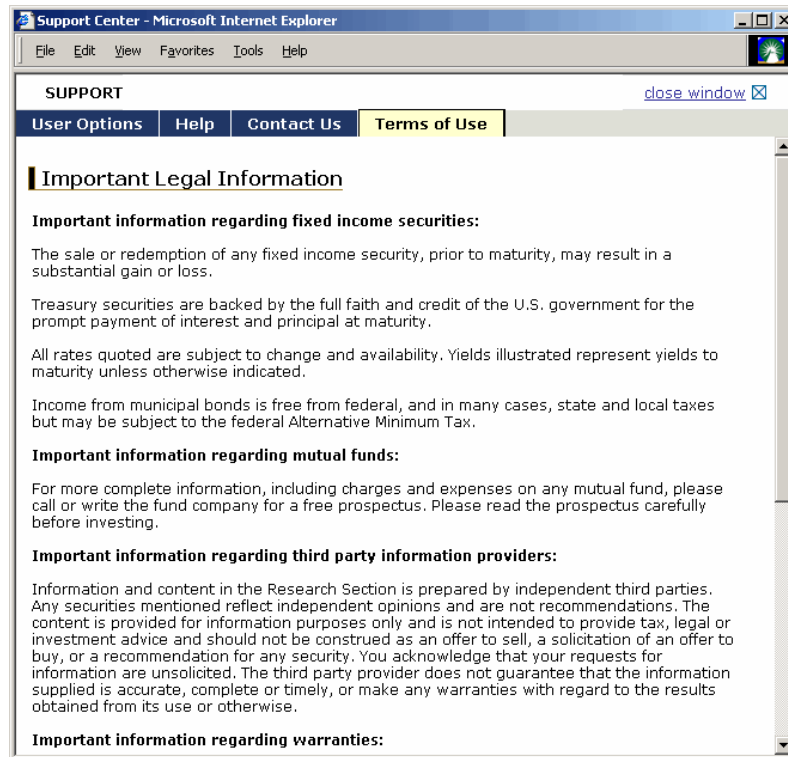 Support Center - Microsoft Internet Explorer
File Edit View Favorites Tools Help
SUPPORT close window
User Options Help Contact Us Terms of Use
Important Legal Information
Important information regarding fixed income securities:
The sale or redemption of any fixed income security, prior to maturity, may result in a
substantial gain or loss.
Treasury securities are backed by the full faith and credit of the U.S. government for the
prompt payment of interest and principal at maturity.
All rates quoted are subject to change and availability. Yields illustrated represent yields to
maturity unless otherwise indicated.
Income from municipal bonds is free from federal, and in many cases, state and local taxes
but may be subject to the federal Alternative Minimum Tax.
Important information regarding mutual funds:
For more complete information, including charges and expenses on any mutual fund, please
call or write the fund company for a free prospectus. Please read the prospectus carefully
before investing.
Important information regarding third party information providers:
Information and content in the Research Section is prepared by independent third parties.
Any securities mentioned reflect independent opinions and are not recommendations. The
content is provided for information purposes only and is not intended to provide tax, legal or
investment advice and should not be construed as an offer to sell, a solicitation of an offer to
buy, or a recommendation for any security. You acknowledge that your requests for
information are unsolicited. The third party provider does not guarantee that the information
supplied is accurate, complete or timely, or make any warranties with regard to the results
obtained from its use or otherwise.
Important information regarding warranties: